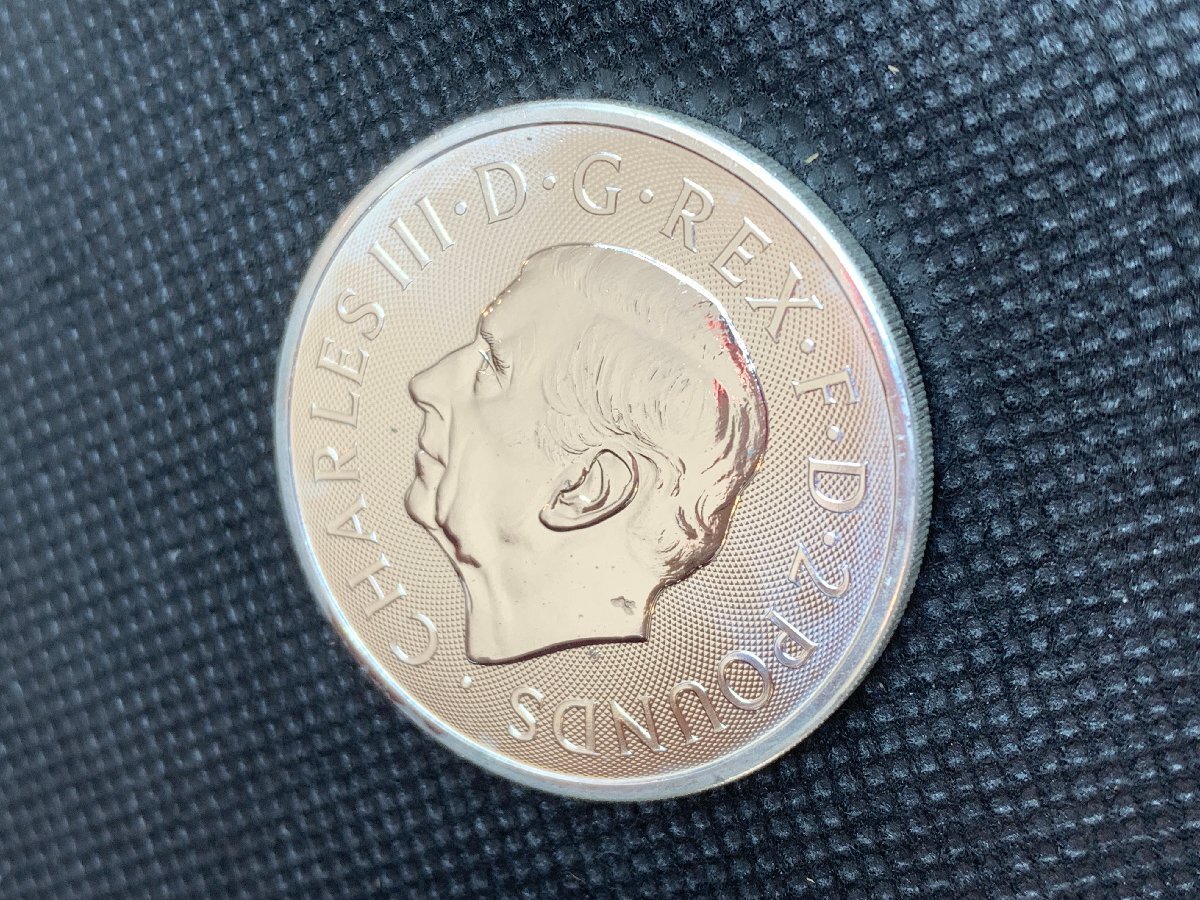 · CHARLES III · D · G · REX · F · D · 2 POUNDS